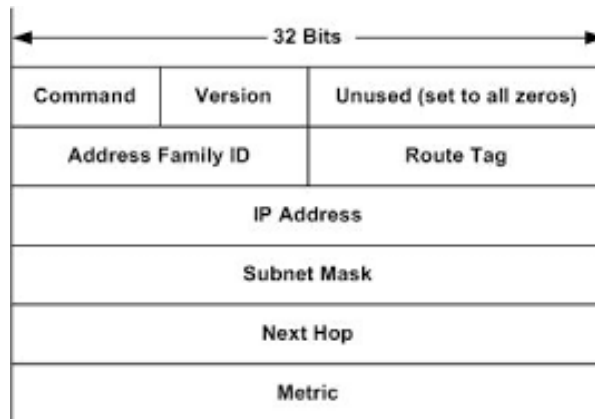 32 Bits
Command Version Unused (set to all zeros)
Address Family ID Route Tag
IP Address
Subnet Mask
Next Hop
Metric